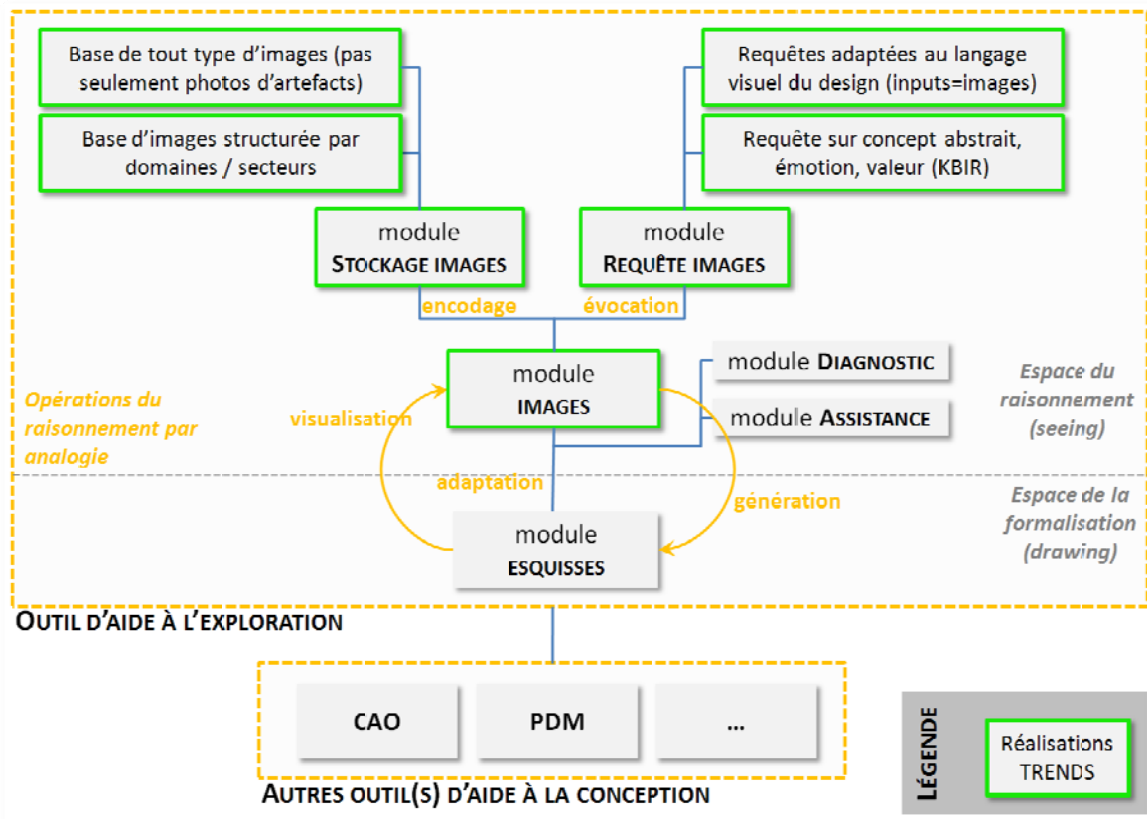 Base de tout type d'images (pas
seulement photos d'artefacts)
Base d'images structurée par
domaines / secteurs
Requêtes adaptées au langage
visuel du design (inputs=images)
Requête sur concept abstrait,
émotion, valeur (KBIR)
module
STOCKAGE IMAGES
module
REQUÊTE IMAGES
encodage
évocation
module
IMAGES
module DIAGNOSTIC
module ASSISTANCE
Espace du
raisonnement
(seeing)
Opérations du
raisonnement par
analogie
visualisation
adaptation
génération
Espace de la
formalisation
(drawing)
module
ESQUISSES
OUTIL D'AIDE À L'EXPLORATION
CAO
PDM
...
AUTRES OUTIL(S) D'AIDE À LA CONCEPTION
LÉGENDE
Réalisations
TRENDS